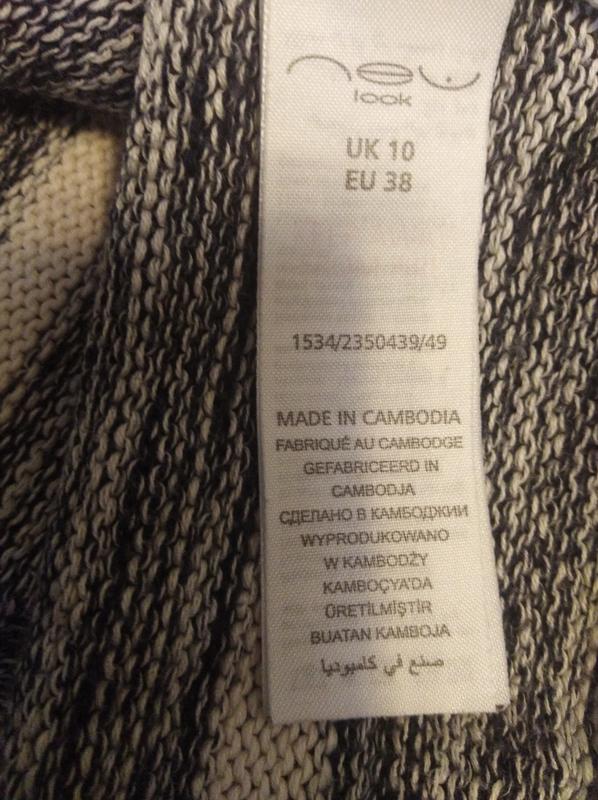 new
look
UK 10
EU 38
1534/2350439/49
MADE IN CAMBODIA
FABRIQUÉ AU CAMBODGE
GEFABRICEERD IN
CAMBODJA
СДЕЛАНО В КАМБОДЖИИ
WYPRODUKOWANO
W KAMBODŻY
KAMBOÇYA'DA
ÜRETİLMİŞTİR
BUATAN KAMBOJA
صنع في كامبوديا